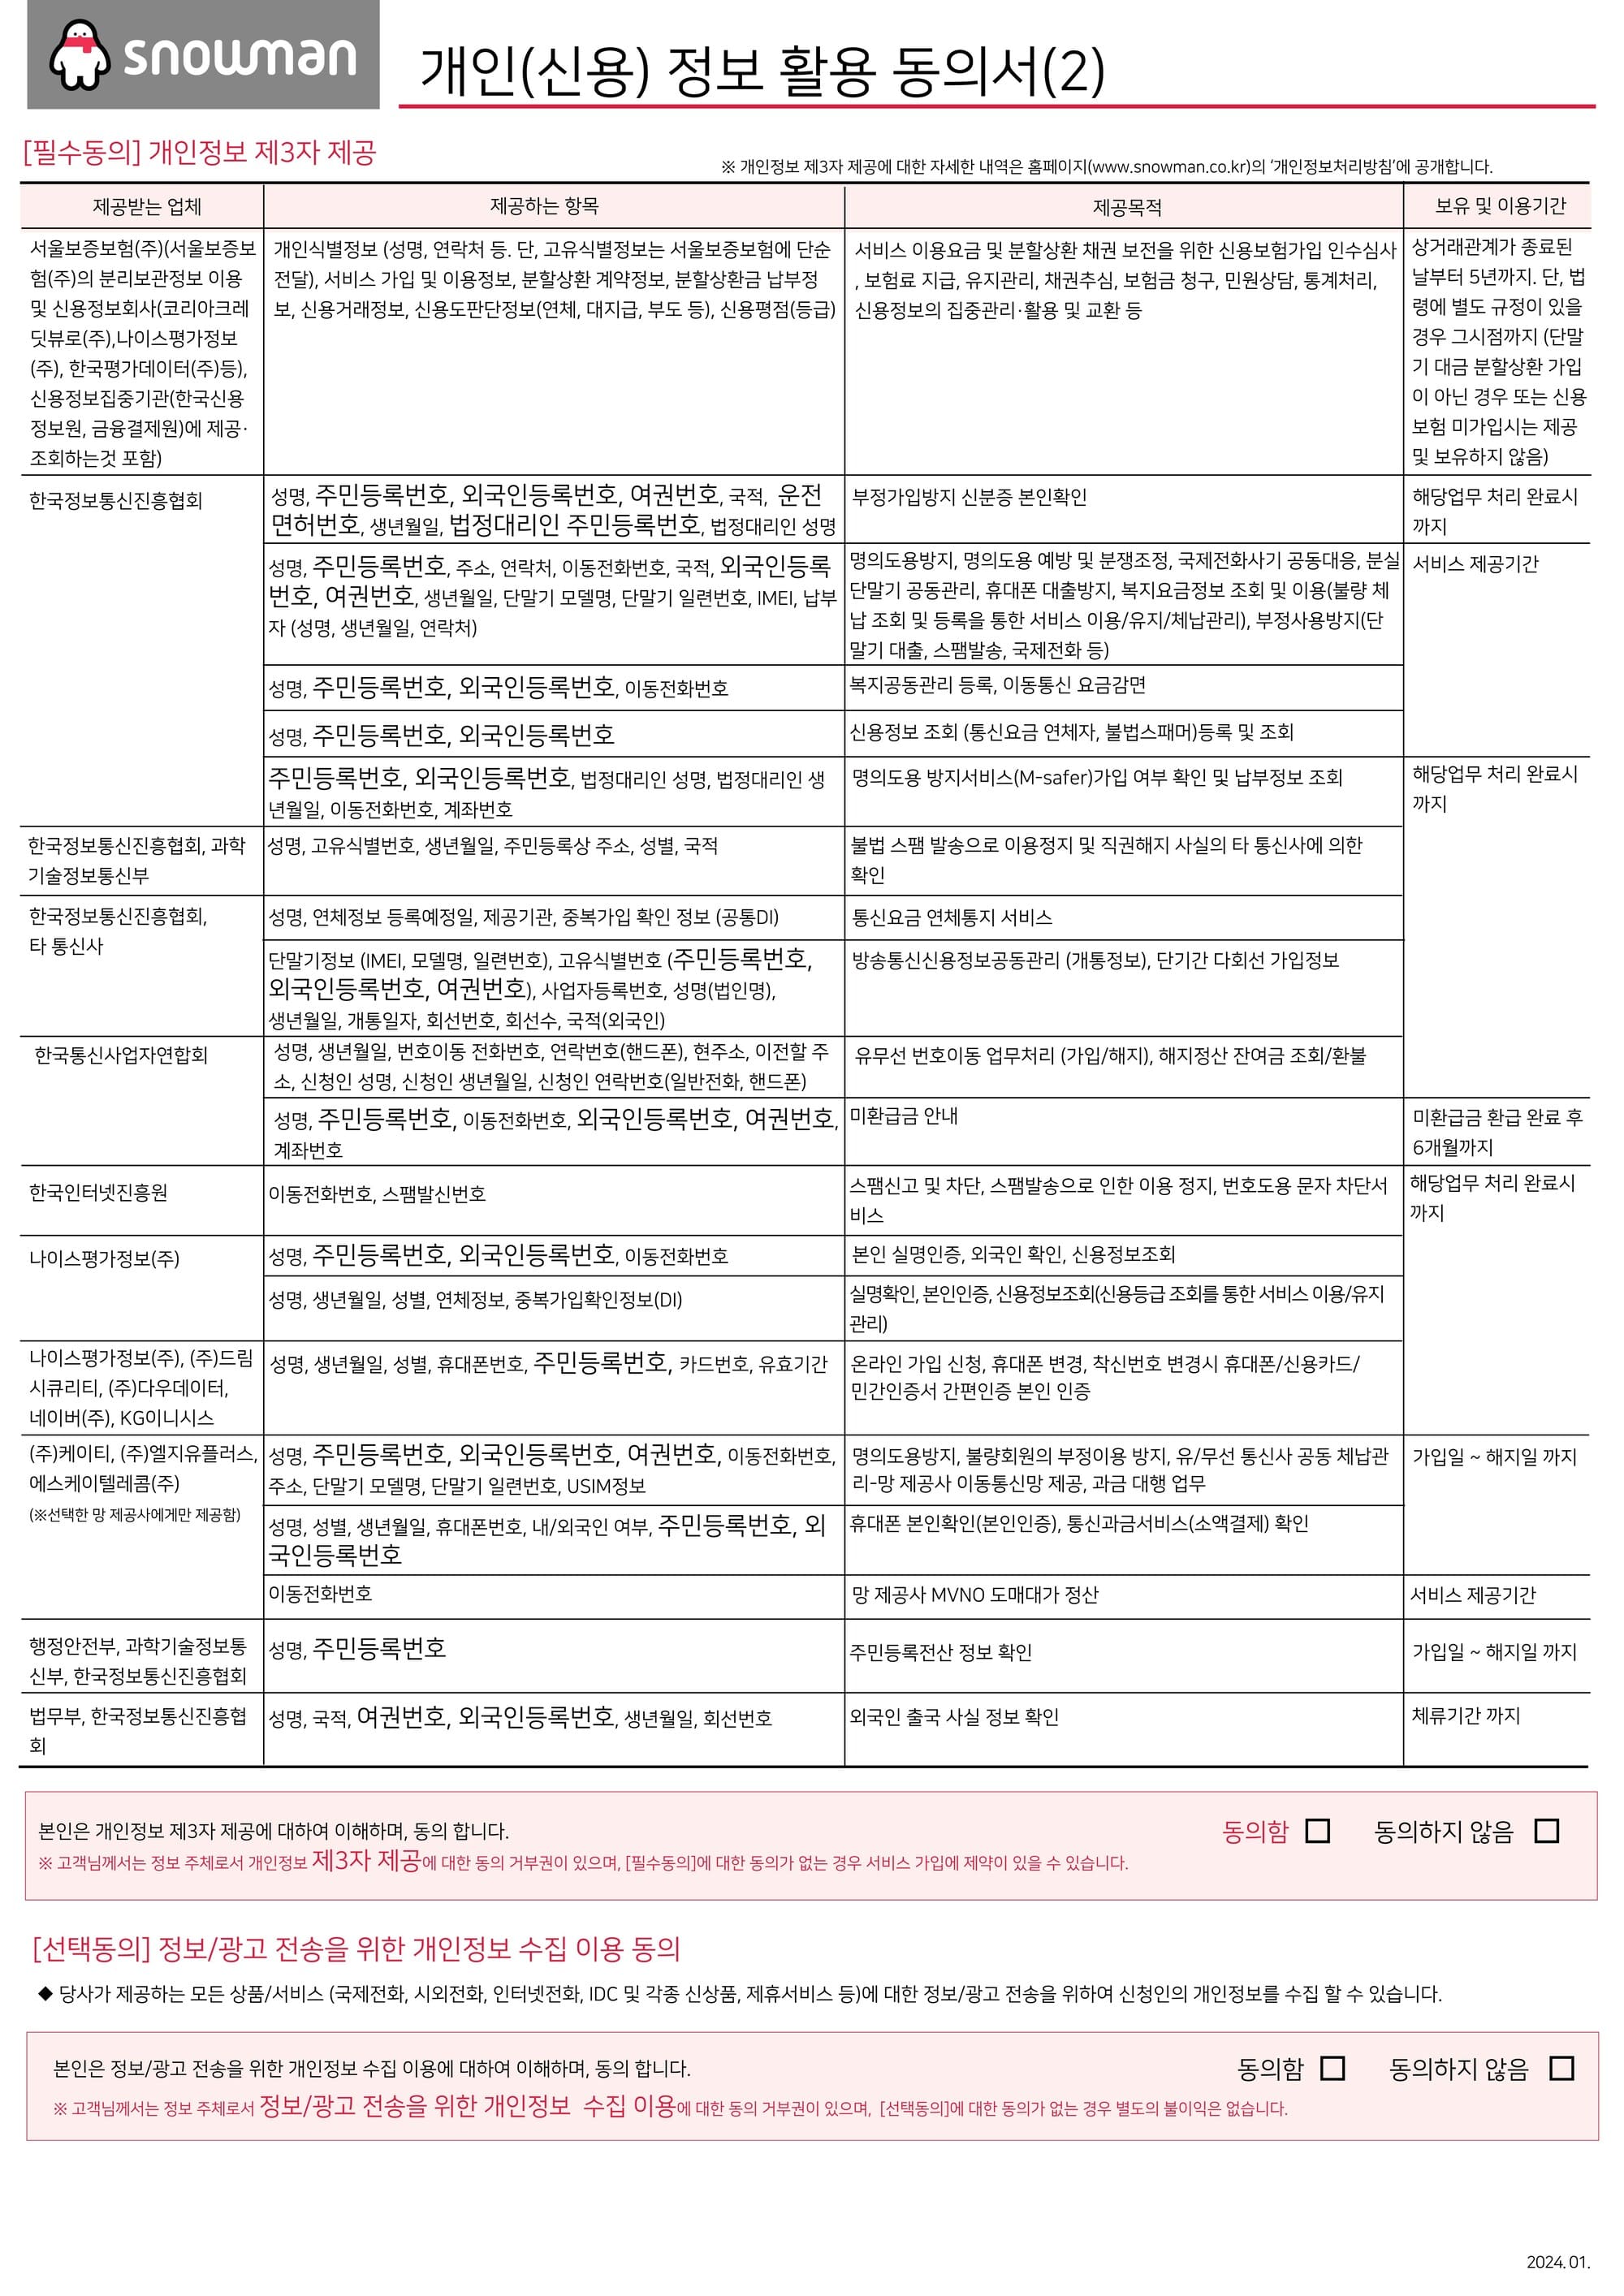 snowman
개인(신용) 정보 활용 동의서(2)
[필수동의] 개인정보 제3자 제공
※ 개인정보 제3자 제공에 대한 자세한 내역은 홈페이지(www.snowman.co.kr)의 '개인정보처리방침'에 공개합니다.
제공받는 업체
제공하는 항목
제공목적
보유 및 이용기간
서울보증보험(주)(서울보증보
험(주)의 분리보관정보 이용
및 신용정보회사(코리아크레
딧뷰로(주),나이스평가정보
(주), 한국평가데이터(주)등),
신용정보집중기관(한국신용
정보원, 금융결제원)에 제공·
조회하는것 포함)
개인식별정보 (성명, 연락처 등. 단, 고유식별정보는 서울보증보험에 단순
전달), 서비스 가입 및 이용정보, 분할상환 계약정보, 분할상환금 납부정
보, 신용거래정보, 신용도판단정보(연체, 대지급, 부도 등), 신용평점(등급)
서비스 이용요금 및 분할상환 채권 보전을 위한 신용보험가입 인수심사
, 보험료 지급, 유지관리, 채권추심, 보험금 청구, 민원상담, 통계처리,
신용정보의 집중관리·활용 및 교환 등
상거래관계가 종료된
날부터 5년까지. 단, 법
령에 별도 규정이 있을
경우 그시점까지 (단말
기 대금 분할상환 가입
이 아닌 경우 또는 신용
보험 미가입시는 제공
및 보유하지 않음)
한국정보통신진흥협회
성명, 주민등록번호, 외국인등록번호, 여권번호, 국적, 운전
면허번호, 생년월일, 법정대리인 주민등록번호, 법정대리인 성명
부정가입방지 신분증 본인확인
해당업무 처리 완료시
까지
성명, 주민등록번호, 주소, 연락처, 이동전화번호, 국적, 외국인등록
번호, 여권번호, 생년월일, 단말기 모델명, 단말기 일련번호, IMEI, 납부
자 (성명, 생년월일, 연락처)
명의도용방지, 명의도용 예방 및 분쟁조정, 국제전화사기 공동대응, 분실
단말기 공동관리, 휴대폰 대출방지, 복지요금정보 조회 및 이용(불량 체
납 조회 및 등록을 통한 서비스 이용/유지/체납관리), 부정사용방지(단
말기 대출, 스팸발송, 국제전화 등)
서비스 제공기간
성명, 주민등록번호, 외국인등록번호, 이동전화번호
복지공동관리 등록, 이동통신 요금감면
성명, 주민등록번호, 외국인등록번호
신용정보 조회 (통신요금 연체자, 불법스패머)등록 및 조회
주민등록번호, 외국인등록번호, 법정대리인 성명, 법정대리인 생
년월일, 이동전화번호, 계좌번호
명의도용 방지서비스(M-safer)가입 여부 확인 및 납부정보 조회
해당업무 처리 완료시
까지
한국정보통신진흥협회, 과학
기술정보통신부
성명, 고유식별번호, 생년월일, 주민등록상 주소, 성별, 국적
불법 스팸 발송으로 이용정지 및 직권해지 사실의 타 통신사에 의한
확인
한국정보통신진흥협회,
타 통신사
성명, 연체정보 등록예정일, 제공기관, 중복가입 확인 정보 (공통DI)
통신요금 연체통지 서비스
단말기정보 (IMEI, 모델명, 일련번호), 고유식별번호 (주민등록번호,
외국인등록번호, 여권번호), 사업자등록번호, 성명(법인명),
생년월일, 개통일자, 회선번호, 회선수, 국적(외국인)
방송통신신용정보공동관리 (개통정보), 단기간 다회선 가입정보
한국통신사업자연합회
성명, 생년월일, 번호이동 전화번호, 연락번호(핸드폰), 현주소, 이전할 주
소, 신청인 성명, 신청인 생년월일, 신청인 연락번호(일반전화, 핸드폰)
유무선 번호이동 업무처리 (가입/해지), 해지정산 잔여금 조회/환불
성명, 주민등록번호, 이동전화번호, 외국인등록번호, 여권번호,
계좌번호
미환급금 안내
미환급금 환급 완료 후
6개월까지
한국인터넷진흥원
이동전화번호, 스팸발신번호
스팸신고 및 차단, 스팸발송으로 인한 이용 정지, 번호도용 문자 차단서
비스
해당업무 처리 완료시
까지
나이스평가정보(주)
성명, 주민등록번호, 외국인등록번호, 이동전화번호
본인 실명인증, 외국인 확인, 신용정보조회
성명, 생년월일, 성별, 연체정보, 중복가입확인정보(DI)
실명확인, 본인인증, 신용정보조회(신용등급 조회를 통한 서비스 이용/유지
관리)
나이스평가정보(주), (주)드림
시큐리티, (주)다우데이터,
네이버(주), KG이니시스
성명, 생년월일, 성별, 휴대폰번호, 주민등록번호, 카드번호, 유효기간
온라인 가입 신청, 휴대폰 변경, 착신번호 변경시 휴대폰/신용카드/
민간인증서 간편인증 본인 인증
(주)케이티, (주)엘지유플러스,
에스케이텔레콤(주)
(※선택한 망 제공사에게만 제공함)
성명, 주민등록번호, 외국인등록번호, 여권번호, 이동전화번호,
주소, 단말기 모델명, 단말기 일련번호, USIM정보
명의도용방지, 불량회원의 부정이용 방지, 유/무선 통신사 공동 체납관
리-망 제공사 이동통신망 제공, 과금 대행 업무
가입일 ~ 해지일 까지
성명, 성별, 생년월일, 휴대폰번호, 내/외국인 여부, 주민등록번호, 외
국인등록번호
휴대폰 본인확인(본인인증), 통신과금서비스(소액결제) 확인
이동전화번호
망 제공사 MVNO 도매대가 정산
서비스 제공기간
행정안전부, 과학기술정보통
신부, 한국정보통신진흥협회
성명, 주민등록번호
주민등록전산 정보 확인
가입일 ~ 해지일 까지
법무부, 한국정보통신진흥협
회
성명, 국적, 여권번호, 외국인등록번호, 생년월일, 회선번호
외국인 출국 사실 정보 확인
체류기간 까지
본인은 개인정보 제3자 제공에 대하여 이해하며, 동의 합니다.
동의함 □ 동의하지 않음 □
※ 고객님께서는 정보 주체로서 개인정보 제3자 제공에 대한 동의 거부권이 있으며, [필수동의]에 대한 동의가 없는 경우 서비스 가입에 제약이 있을 수 있습니다.
[선택동의] 정보/광고 전송을 위한 개인정보 수집 이용 동의
◆ 당사가 제공하는 모든 상품/서비스 (국제전화, 시외전화, 인터넷전화, IDC 및 각종 신상품, 제휴서비스 등)에 대한 정보/광고 전송을 위하여 신청인의 개인정보를 수집 할 수 있습니다.
본인은 정보/광고 전송을 위한 개인정보 수집 이용에 대하여 이해하며, 동의 합니다.
동의함 □ 동의하지 않음 □
※ 고객님께서는 정보 주체로서 정보/광고 전송을 위한 개인정보 수집 이용에 대한 동의 거부권이 있으며, [선택동의]에 대한 동의가 없는 경우 별도의 불이익은 없습니다.
2024. 01.